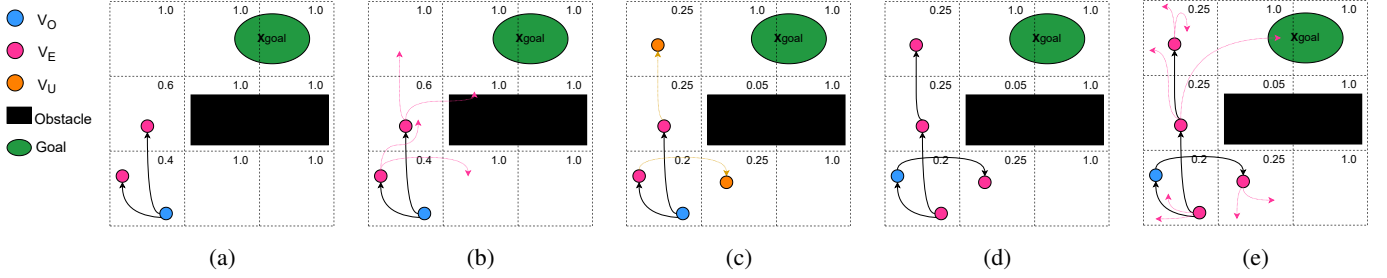 V_O
V_E
V_U
Obstacle
Goal
1.0 1.0 1.0
Xgoal
0.6 1.0 1.0
0.4 1.0 1.0
(a)
1.0 1.0 1.0
Xgoal
0.6 1.0 1.0
0.4 1.0 1.0
(b)
0.25 1.0 1.0
Xgoal
0.25 0.05 1.0
0.2 0.25 1.0
(c)
0.25 1.0 1.0
Xgoal
0.25 0.05 1.0
0.2 0.25 1.0
(d)
0.25 1.0 1.0
Xgoal
0.25 0.05 1.0
0.2 0.25 1.0
(e)